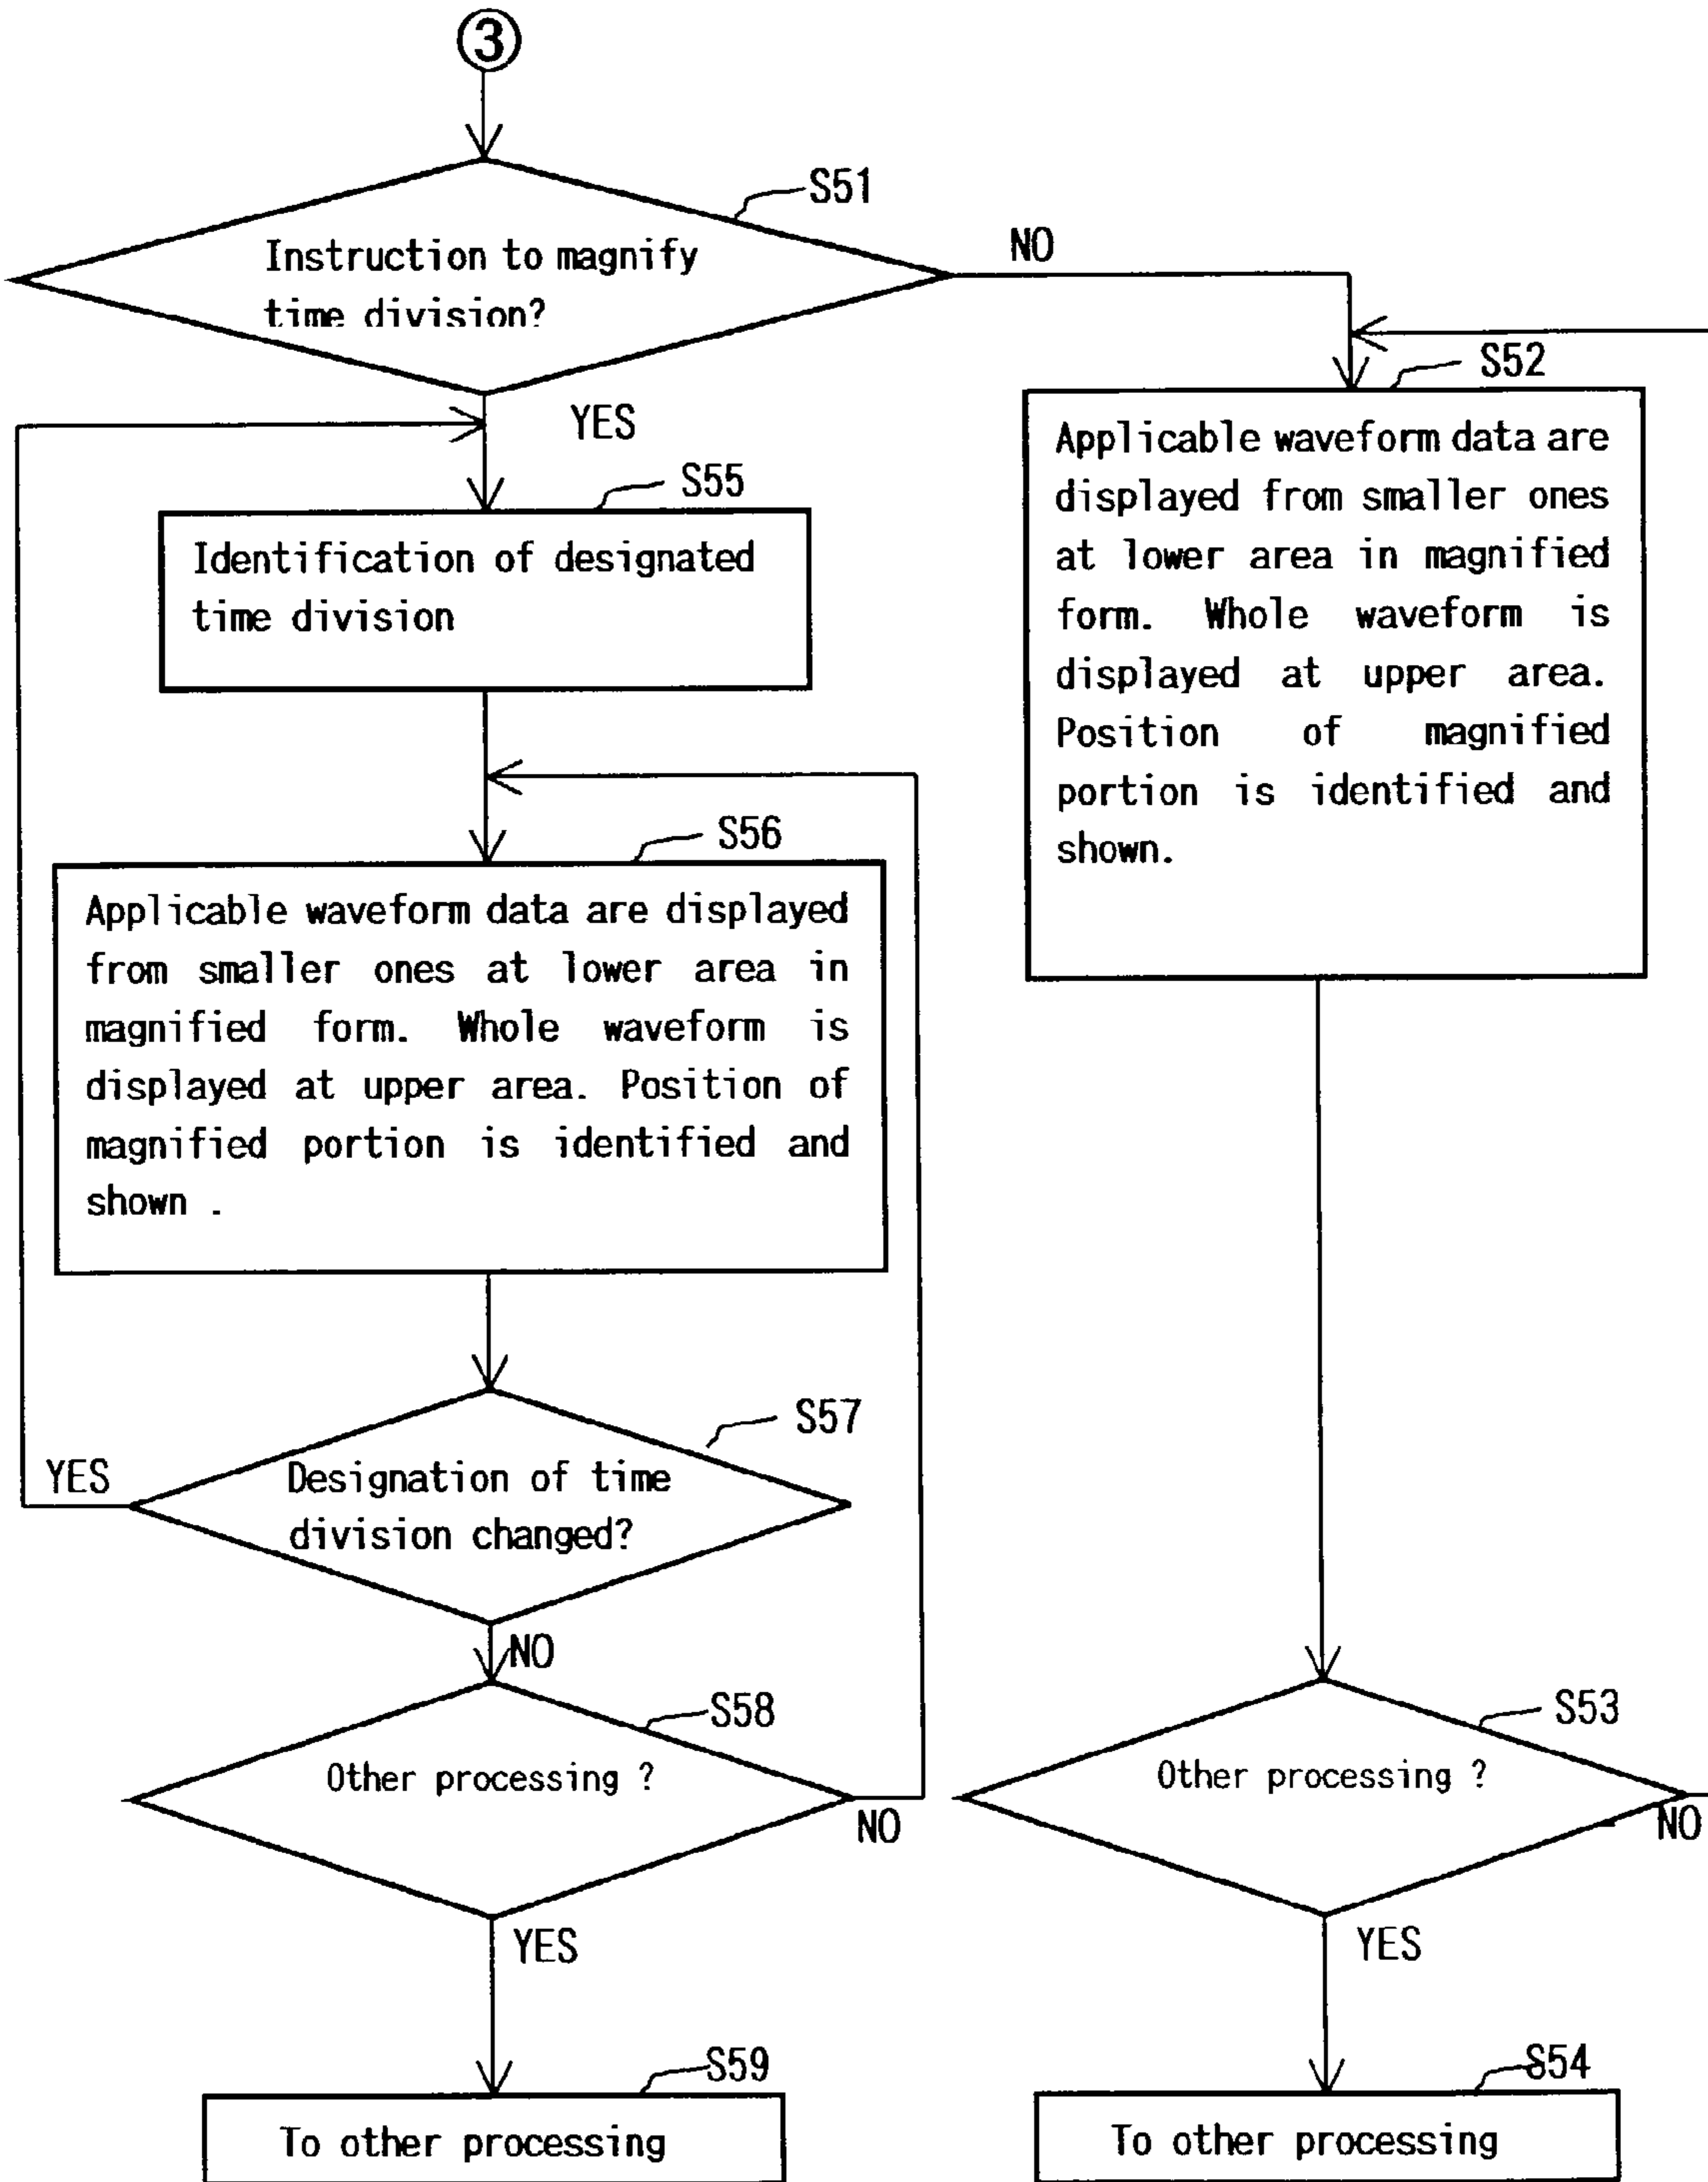 ③
S51
Instruction to magnify
time division?
NO
YES
S52
Applicable waveform data are
displayed from smaller ones
at lower area in magnified
form. Whole waveform is
displayed at upper area.
Position of magnified
portion is identified and
shown.
S55
Identification of designated
time division
S56
Applicable waveform data are displayed
from smaller ones at lower area in
magnified form. Whole waveform is
displayed at upper area. Position of
magnified portion is identified and
shown .
S57
YES
Designation of time
division changed?
NO
S58
Other processing ?
NO
YES
S53
Other processing ?
NO
YES
S59
To other processing
S54
To other processing